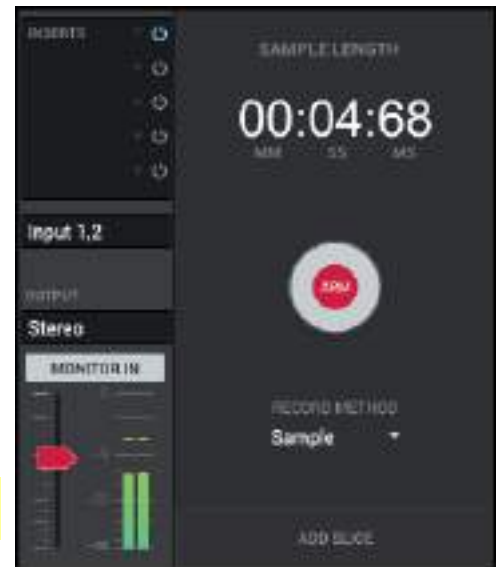 INSERTS
Input 1,2
OUTPUT
Stereo
MONITOR IN
SAMPLE LENGTH
00:04:68
MM SS MS
ARM
RECORD METHOD
Sample
ADD SLICE